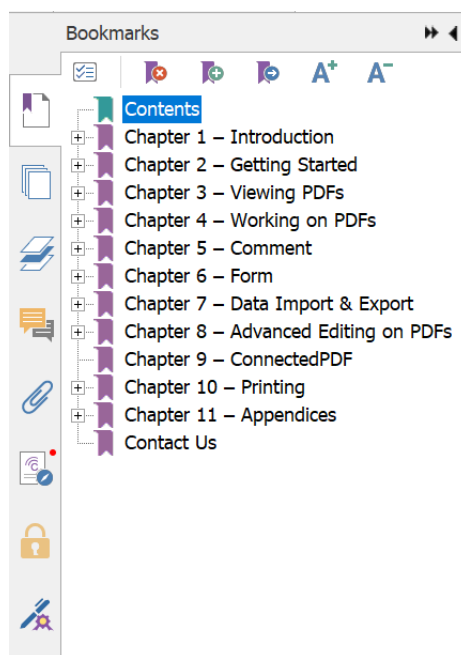 Bookmarks
A+ A-
Contents
Chapter 1 – Introduction
Chapter 2 – Getting Started
Chapter 3 – Viewing PDFs
Chapter 4 – Working on PDFs
Chapter 5 – Comment
Chapter 6 – Form
Chapter 7 – Data Import & Export
Chapter 8 – Advanced Editing on PDFs
Chapter 9 – ConnectedPDF
Chapter 10 – Printing
Chapter 11 – Appendices
Contact Us